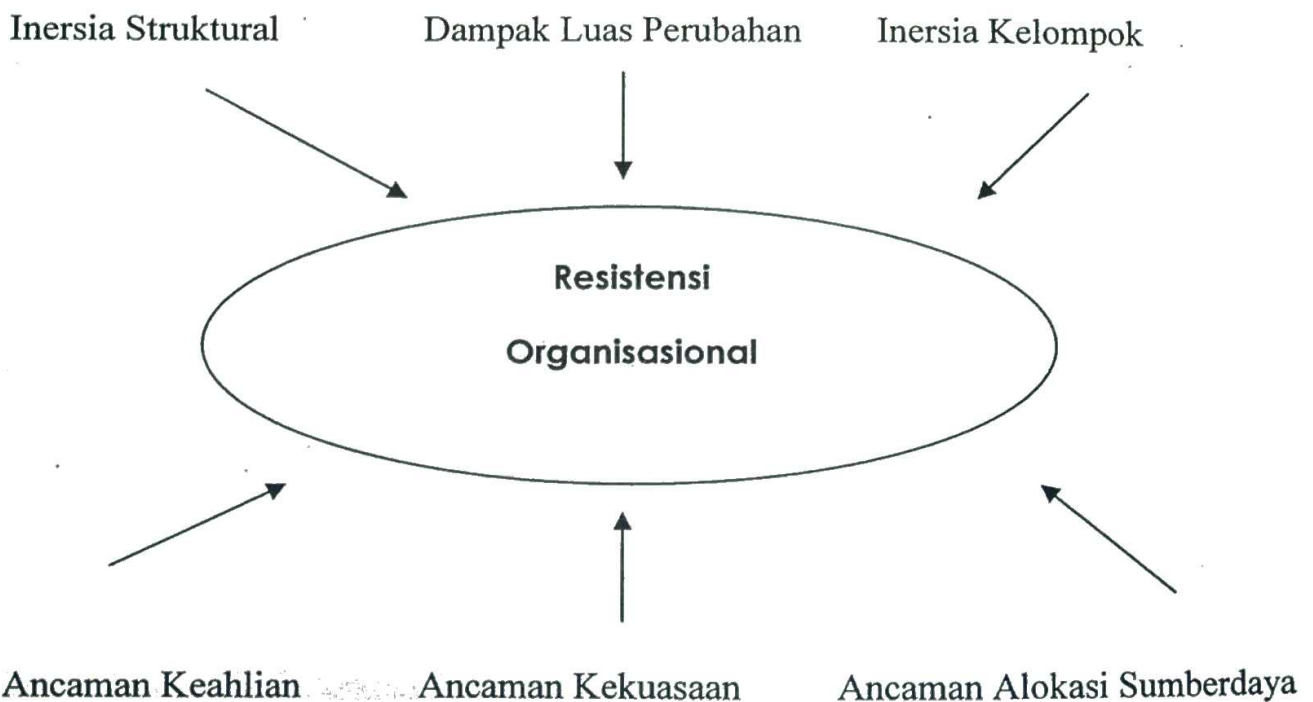 Inersia Struktural
Dampak Luas Perubahan
Inersia Kelompok
Resistensi
Organisasional
Ancaman Keahlian
Ancaman Kekuasaan
Ancaman Alokasi Sumberdaya